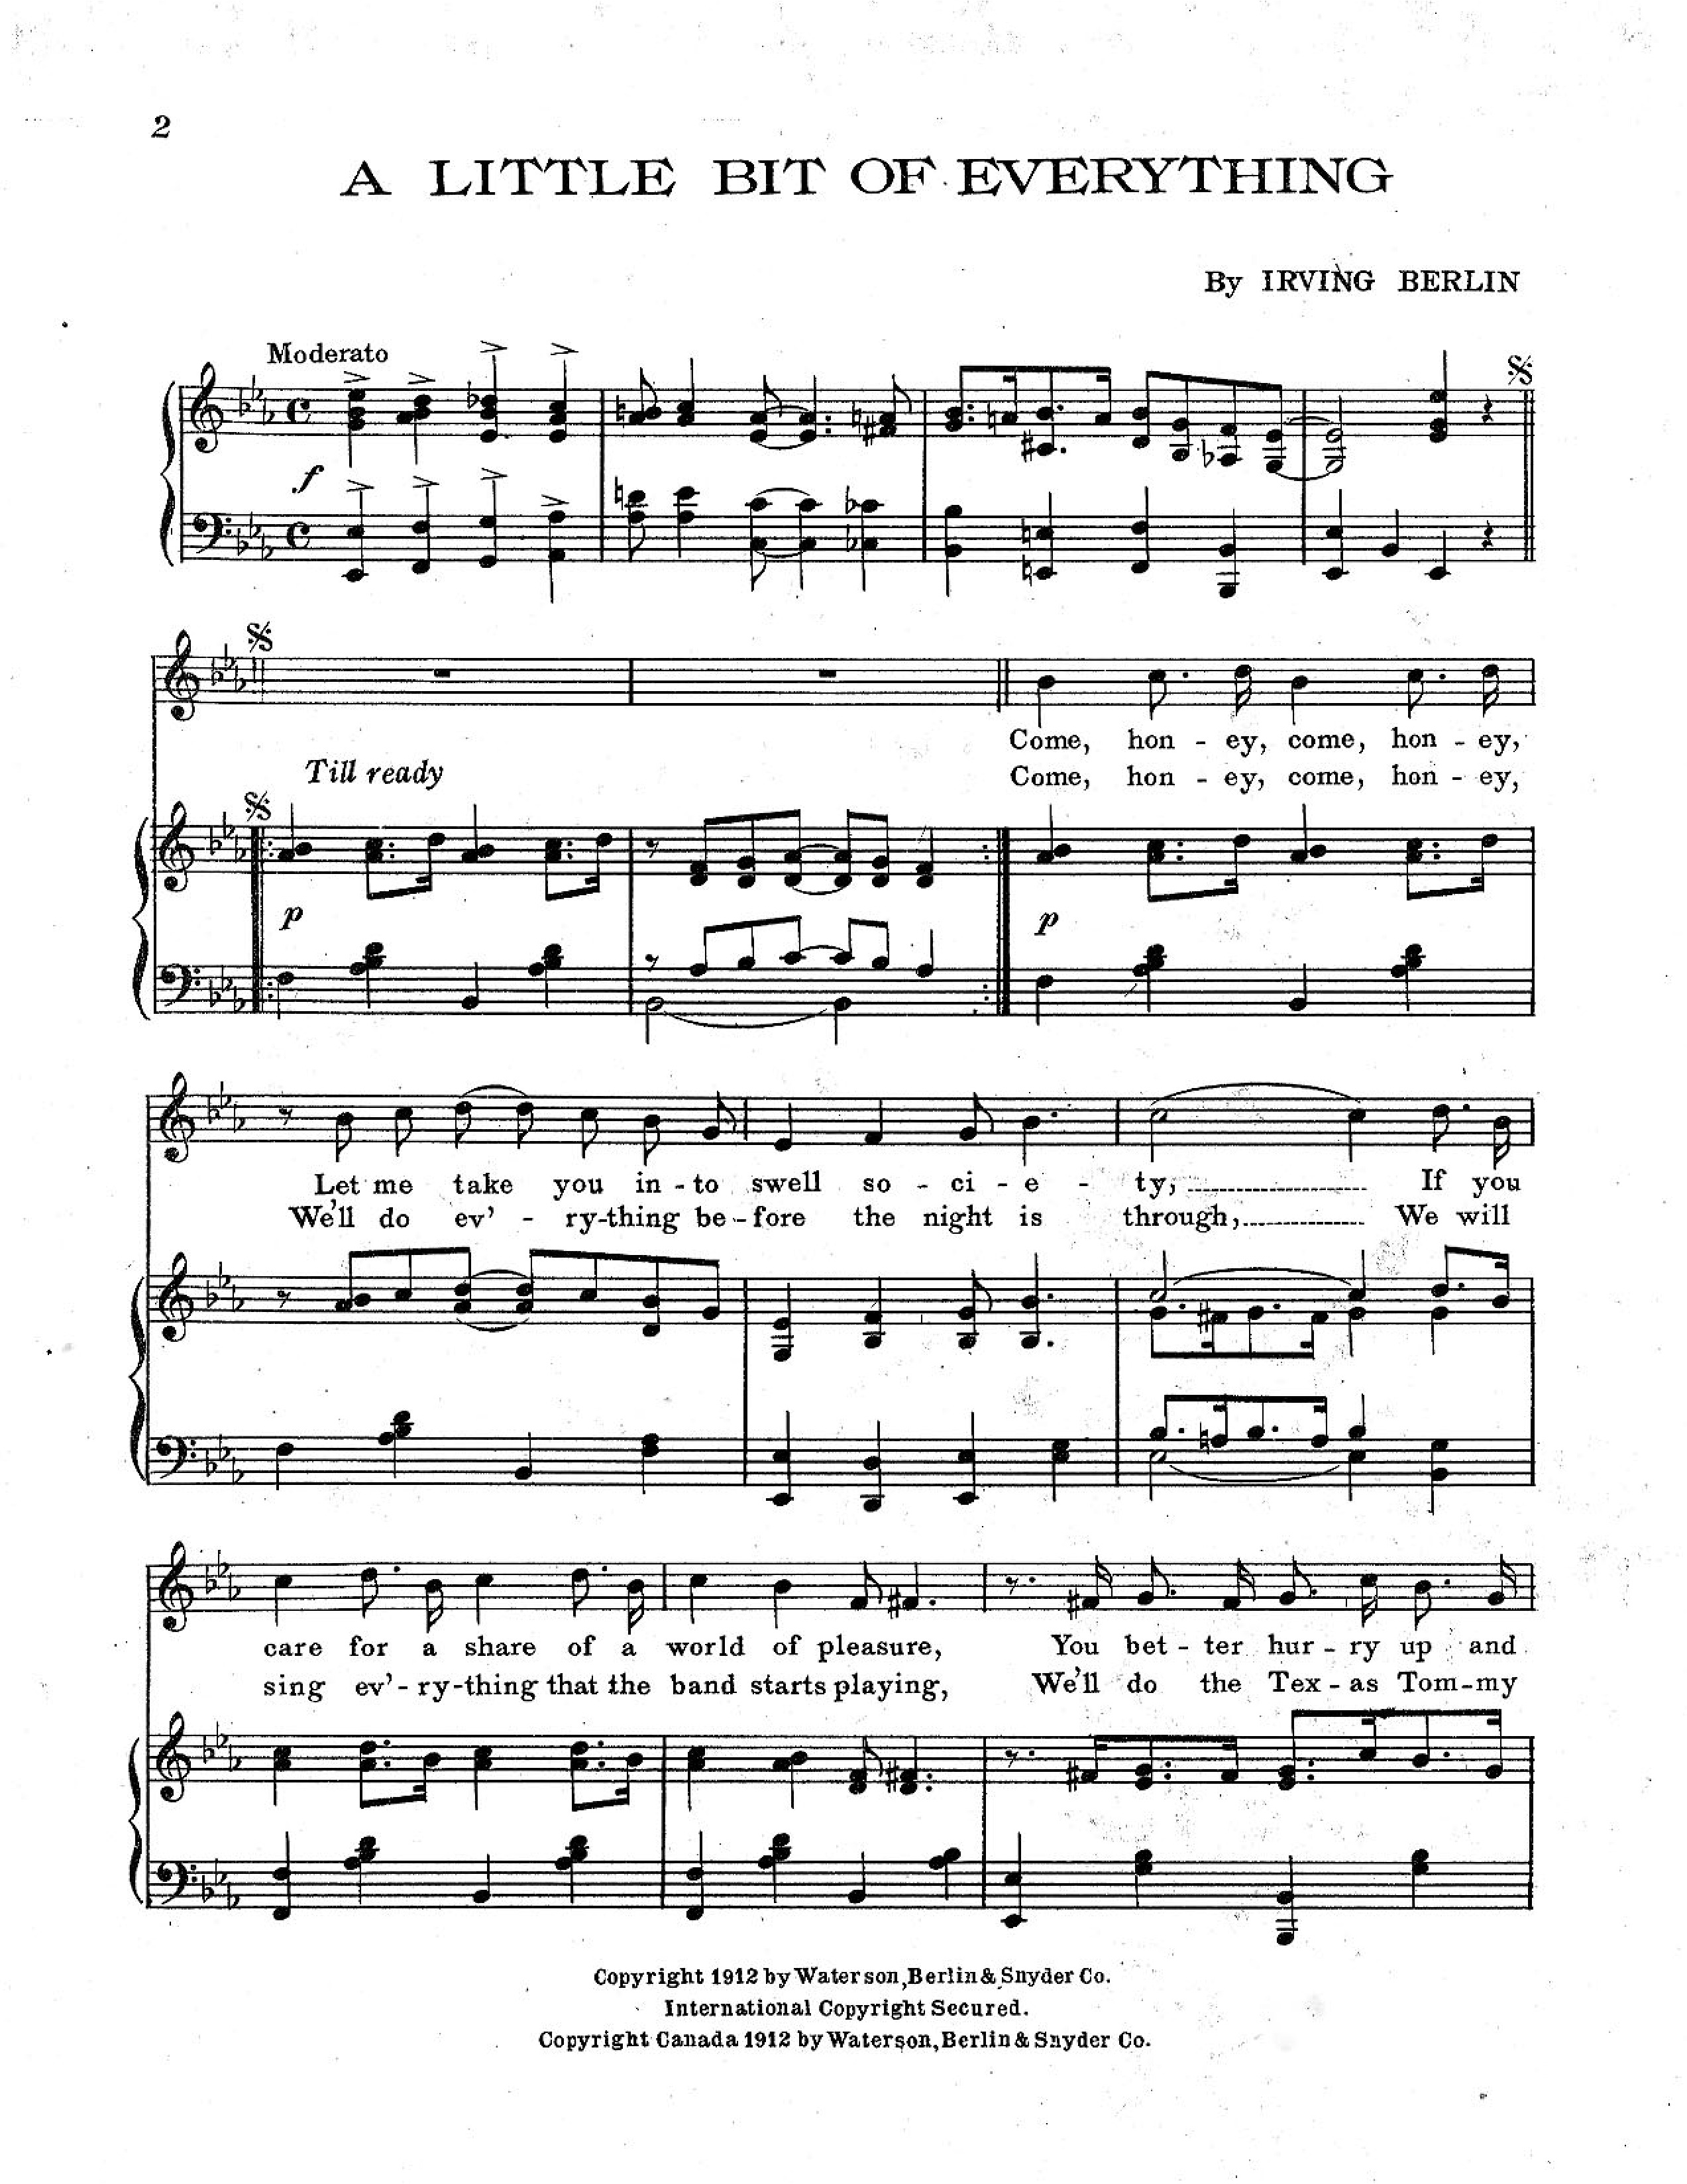 2
A LITTLE BIT OF EVERYTHING
By IRVING BERLIN
Moderato
f
Till ready
Come, hon - ey, come, hon - ey,
Come, hon - ey, come, hon - ey,
p
p
Let me take you in - to swell so - ci - e - ty, If you
We'll do ev' - ry-thing be - fore the night is through, We will
care for a share of a world of pleasure, You bet - ter hur - ry up and
sing ev' - ry-thing that the band starts playing, We'll do the Tex - as Tom - my
Copyright 1912 by Waterson, Berlin & Snyder Co.
International Copyright Secured.
Copyright Canada 1912 by Waterson, Berlin & Snyder Co.